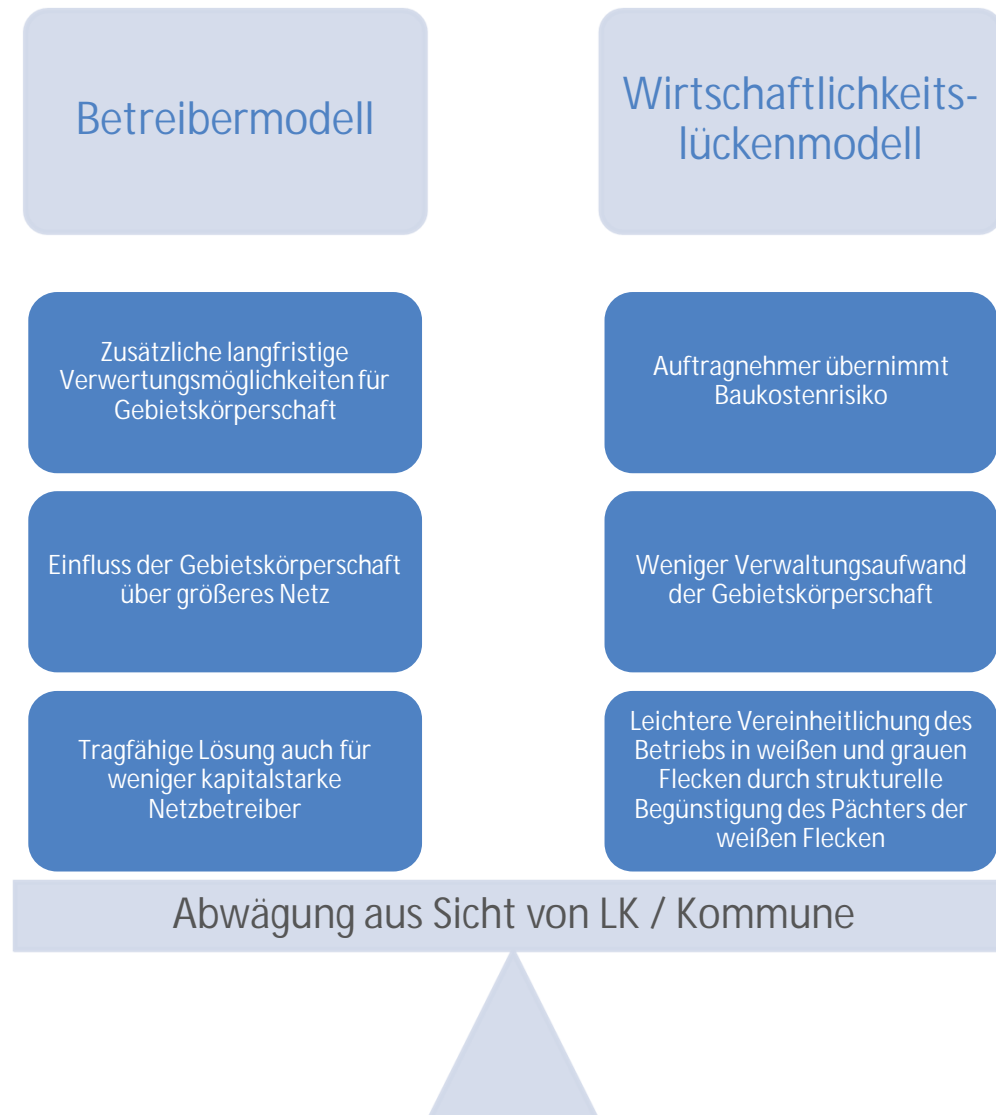 Betreibermodell
Wirtschaftlichkeits-
lückenmodell
Zusätzliche langfristige
Verwertungsmöglichkeiten für
Gebietskörperschaft
Auftragnehmer übernimmt
Baukostenrisiko
Einfluss der Gebietskörperschaft
über größeres Netz
Weniger Verwaltungsaufwand
der Gebietskörperschaft
Tragfähige Lösung auch für
weniger kapitalstarke
Netzbetreiber
Leichtere Vereinheitlichung des
Betriebs in weißen und grauen
Flecken durch strukturelle
Begünstigung des Pächters der
weißen Flecken
Abwägung aus Sicht von LK / Kommune